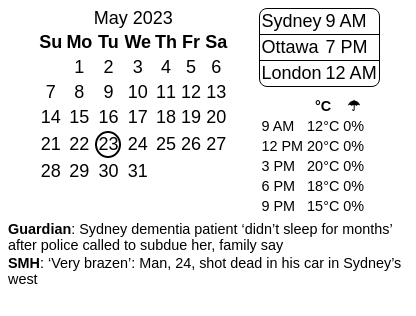 May 2023
Su Mo Tu We Th Fr Sa
1 2 3 4 5 6
7 8 9 10 11 12 13
14 15 16 17 18 19 20
21 22 23 24 25 26 27
28 29 30 31
Sydney 9 AM
Ottawa 7 PM
London 12 AM
°C ☂
9 AM 12°C 0%
12 PM 20°C 0%
3 PM 20°C 0%
6 PM 18°C 0%
9 PM 15°C 0%
Guardian: Sydney dementia patient ‘didn’t sleep for months’
after police called to subdue her, family say
SMH: ‘Very brazen’: Man, 24, shot dead in his car in Sydney’s
west